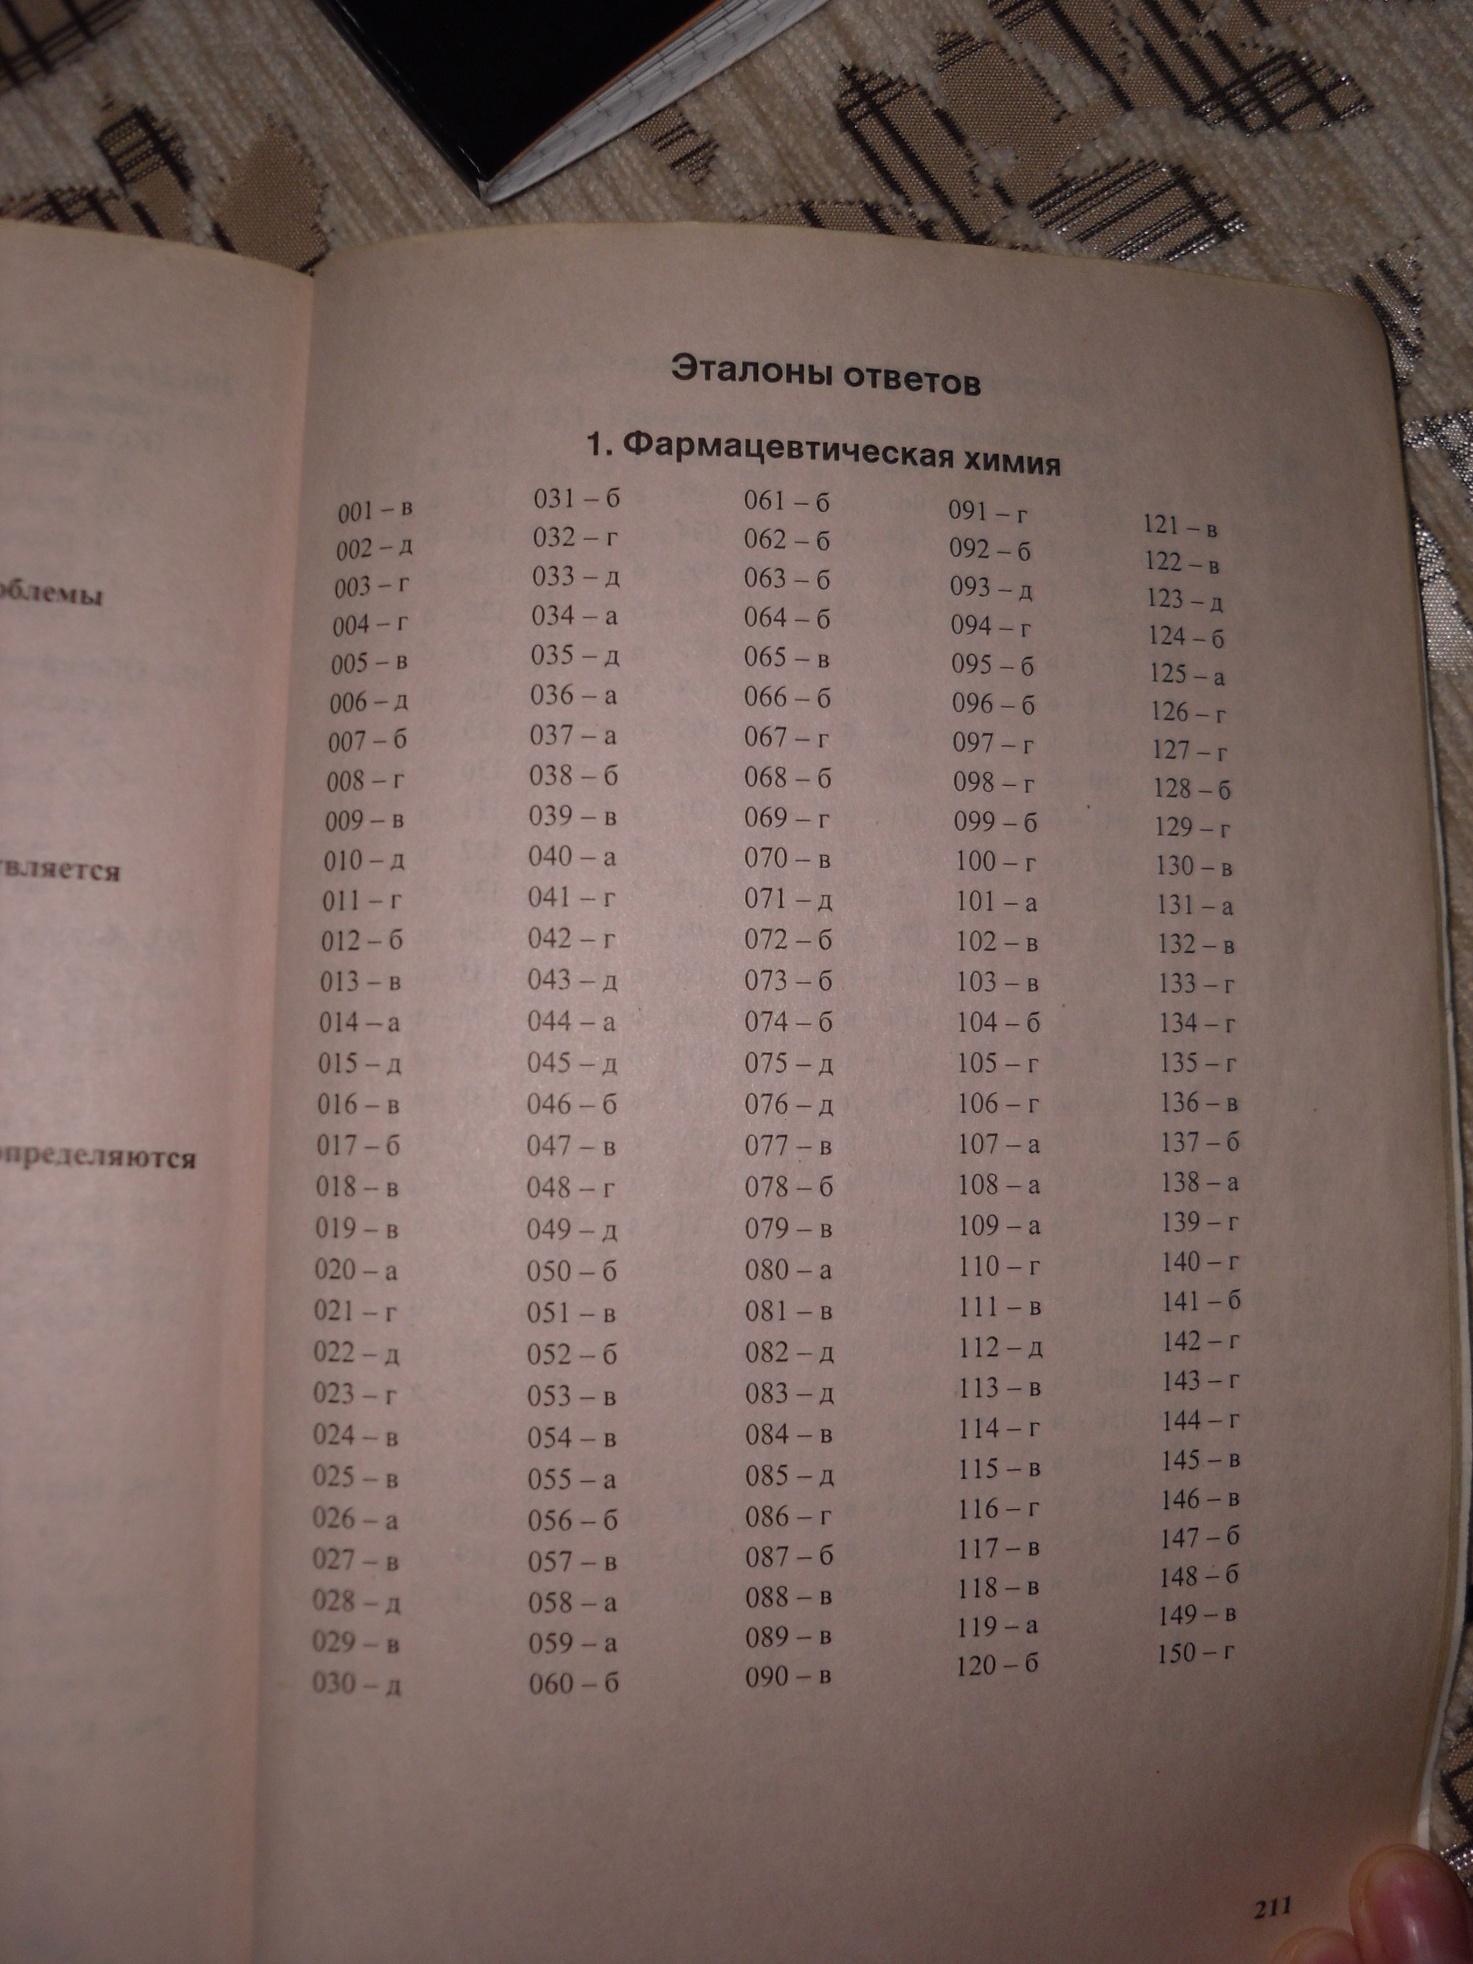 облемы
вляется
определяются
Эталоны ответов
1. Фармацевтическая химия
001 – в
002 – д
003 – г
004 – г
005 – в
006 – д
007 – б
008 – г
009 – в
010 – д
011 – г
012 – б
013 – в
014 – а
015 – д
016 – в
017 – б
018 – в
019 – в
020 – а
021 – г
022 – д
023 – г
024 – в
025 – в
026 – а
027 – в
028 – д
029 – в
030 – д
031 – б
032 – г
033 – д
034 – а
035 – д
036 – а
037 – а
038 – б
039 – в
040 – а
041 – г
042 – г
043 – д
044 – а
045 – д
046 – б
047 – в
048 – г
049 – д
050 – б
051 – в
052 – б
053 – в
054 – в
055 – а
056 – б
057 – в
058 – а
059 – а
060 – б
061 – б
062 – б
063 – б
064 – б
065 – в
066 – б
067 – г
068 – б
069 – г
070 – в
071 – д
072 – б
073 – б
074 – б
075 – д
076 – д
077 – в
078 – б
079 – в
080 – а
081 – в
082 – д
083 – д
084 – в
085 – д
086 – г
087 – б
088 – в
089 – в
090 – в
091 – г
092 – б
093 – д
094 – г
095 – б
096 – б
097 – г
098 – г
099 – б
100 – г
101 – а
102 – в
103 – в
104 – б
105 – г
106 – г
107 – а
108 – а
109 – а
110 – г
111 – в
112 – д
113 – в
114 – г
115 – в
116 – г
117 – в
118 – в
119 – а
120 – б
121 – в
122 – в
123 – д
124 – б
125 – а
126 – г
127 – г
128 – б
129 – г
130 – в
131 – а
132 – в
133 – г
134 – г
135 – г
136 – в
137 – б
138 – а
139 – г
140 – г
141 – б
142 – г
143 – г
144 – г
145 – в
146 – в
147 – б
148 – б
149 – в
150 – г
211